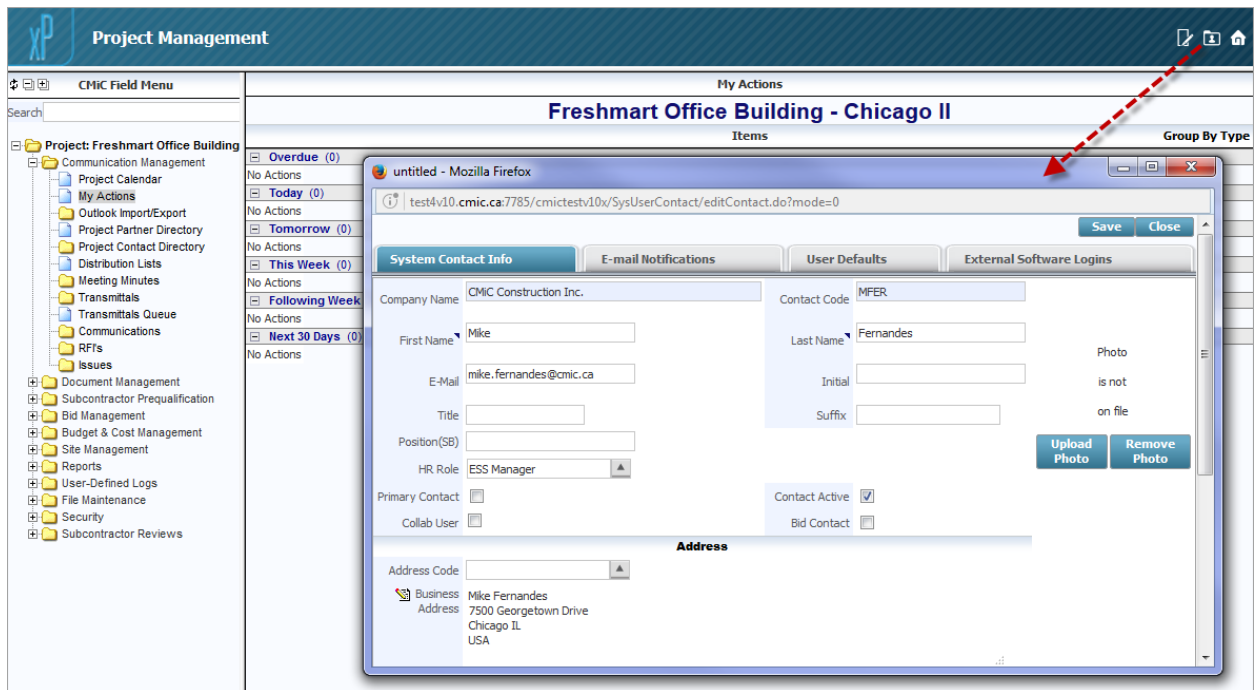 xP Project Management
CMiC Field Menu
Search
Project: Freshmart Office Building
Communication Management
Project Calendar
My Actions
Outlook Import/Export
Project Partner Directory
Project Contact Directory
Distribution Lists
Meeting Minutes
Transmittals
Transmittals Queue
Communications
RFI's
Issues
Document Management
Subcontractor Prequalification
Bid Management
Budget & Cost Management
Site Management
Reports
User-Defined Logs
File Maintenance
Security
Subcontractor Reviews
My Actions
Freshmart Office Building - Chicago II
Items Group By Type
Overdue (0)
No Actions
Today (0)
No Actions
Tomorrow (0)
No Actions
This Week (0)
No Actions
Following Week
No Actions
Next 30 Days (0)
No Actions
untitled - Mozilla Firefox
test4v10.cmic.ca:7785/cmictestv10x/SysUserContact/editContact.do?mode=0
Save Close
System Contact Info E-mail Notifications User Defaults External Software Logins
Company Name CMiC Construction Inc. Contact Code MFER
First Name Mike Last Name Fernandes
E-Mail mike.fernandes@cmic.ca Initial
Title Suffix
Position(SB)
HR Role ESS Manager
Primary Contact Contact Active
Collab User Bid Contact
Photo
is not
on file
Upload Photo Remove Photo
Address
Address Code
Business Address Mike Fernandes
7500 Georgetown Drive
Chicago IL
USA